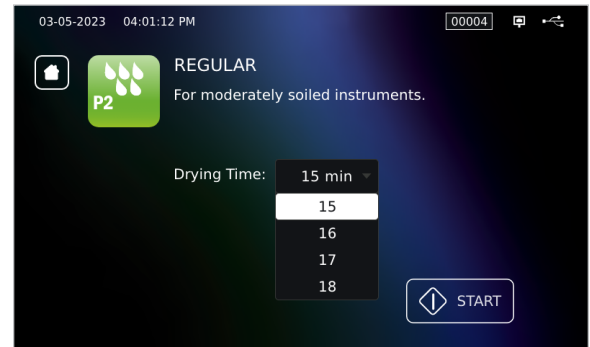 03-05-2023 04:01:12 PM 00004
P2
REGULAR
For moderately soiled instruments.
Drying Time: 15 min
15
16
17
18
START